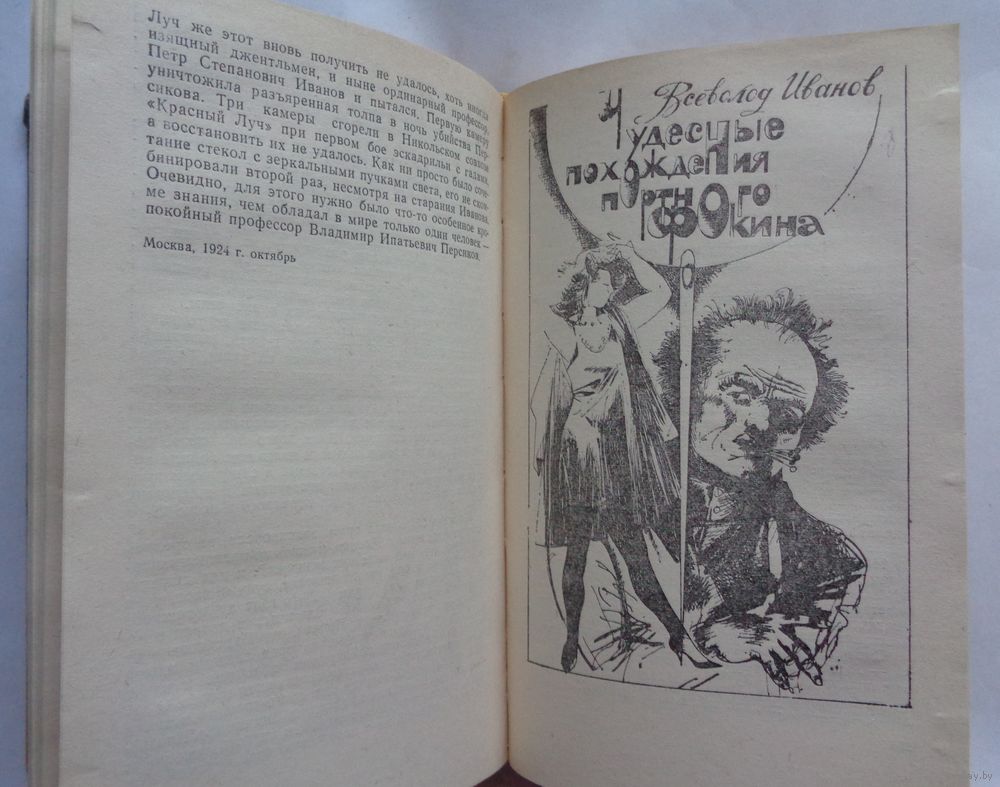 Луч же этот вновь получить не удалось, хоть иногда
изящный джентльмен, и ныне ординарный профессор,
Петр Степанович Иванов и пытался. Первую камеру
уничтожила разъяренная толпа в ночь убийства Пер-
сикова. Три камеры сгорели в Никольском совхозе
«Красный Луч» при первом бое эскадрильи с гадами,
а восстановить их не удалось. Как ни просто было соче-
тание стекол с зеркальными пучками света, его не ском-
бинировали второй раз, несмотря на старания Иванова.
Очевидно, для этого нужно было что-то особенное кро-
ме знания, чем обладал в мире только один человек —
покойный профессор Владимир Ипатьевич Персиков.
Москва, 1924 г. октябрь
Всеволод Иванов
Чудесные
похождения
портного
Фокина
ay.by